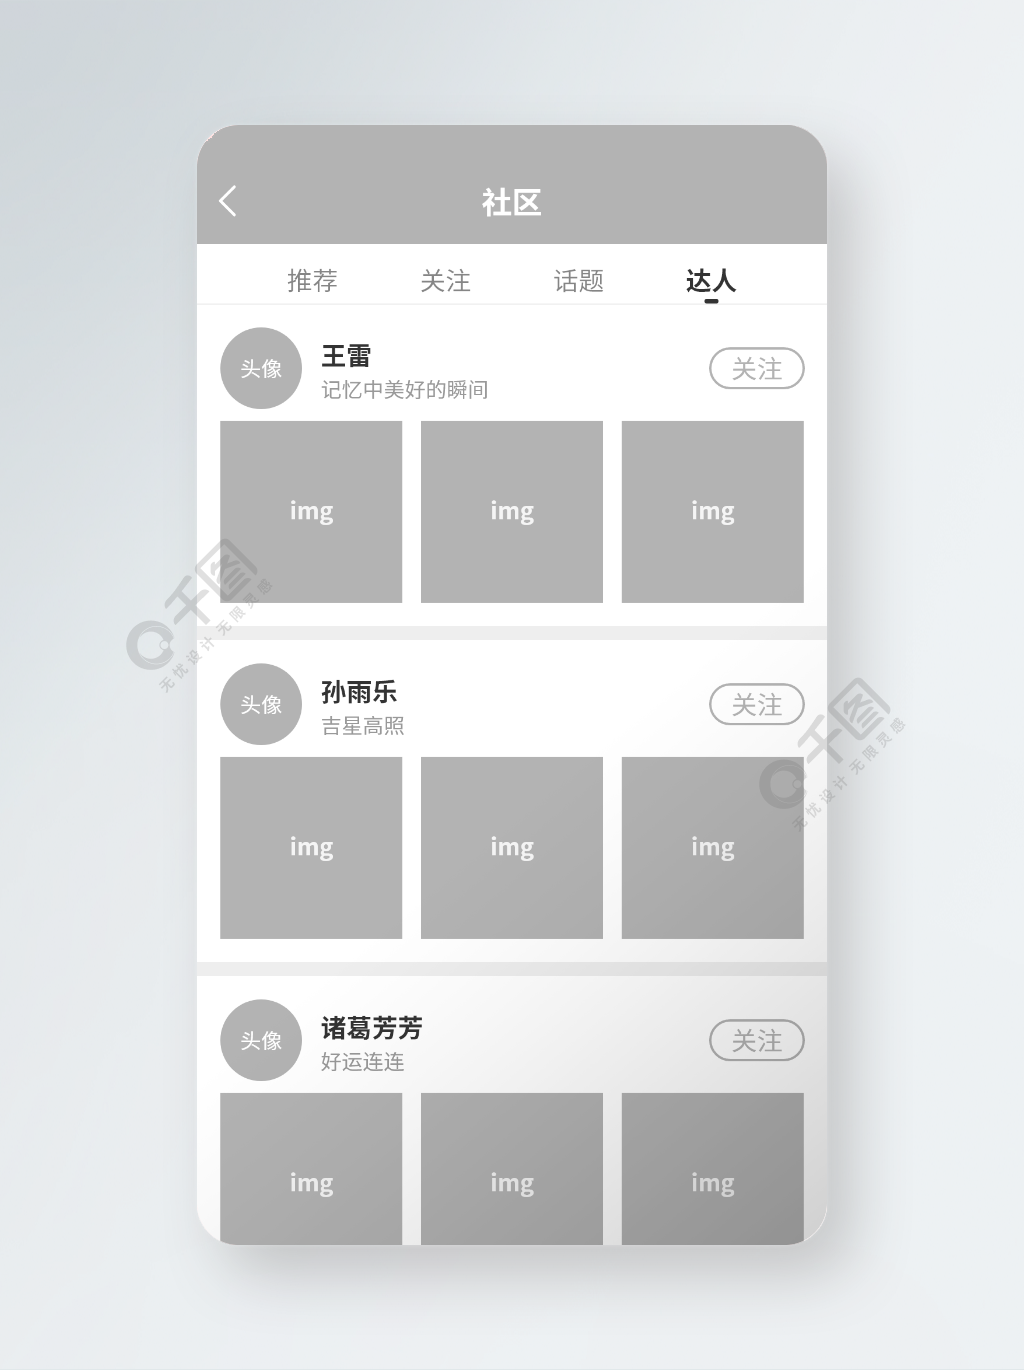 社区
推荐 关注 话题 达人
头像 王雷 关注
记忆中美好的瞬间
img img img
千图
无忧设计 无限灵感
头像 孙雨乐 关注
吉星高照
千图
无忧设计 无限灵感
img img img
头像 诸葛芳芳 关注
好运连连
img img img